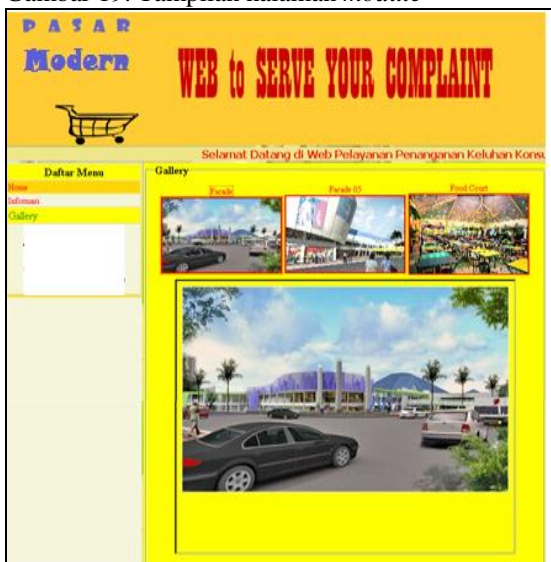 PASAR
Modern
WEB to SERVE YOUR COMPLAINT
Selamat Datang di Web Pelayanan Penanganan Keluhan Konsu
Daftar Menu
Home
Infomasi
Gallery
Gallery
Facade
Facade 05
Food Court